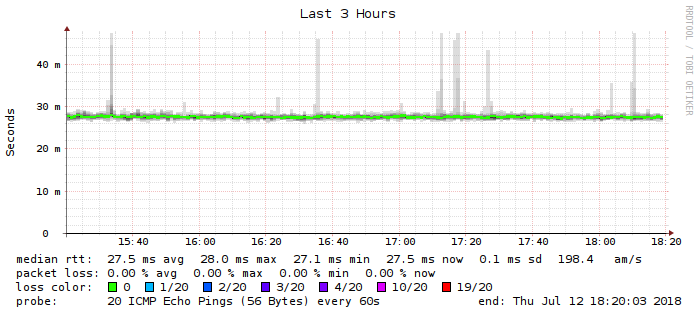 Last 3 Hours
RRDTOOL / TOBI OETIKER
Seconds
40 m
30 m
20 m
10 m
0
15:40 16:00 16:20 16:40 17:00 17:20 17:40 18:00 18:20
median rtt: 27.5 ms avg 28.0 ms max 27.1 ms min 27.5 ms now 0.1 ms sd 198.4 am/s
packet loss: 0.00 % avg 0.00 % max 0.00 % min 0.00 % now
loss color: 0 1/20 2/20 3/20 4/20 10/20 19/20
probe: 20 ICMP Echo Pings (56 Bytes) every 60s end: Thu Jul 12 18:20:03 2018